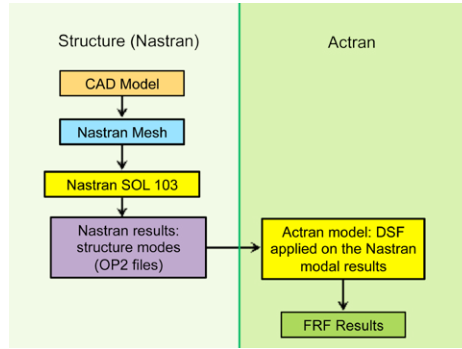 Structure (Nastran)
Actran
CAD Model
Nastran Mesh
Nastran SOL 103
Nastran results:
structure modes
(OP2 files)
Actran model: DSF
applied on the Nastran
modal results
FRF Results